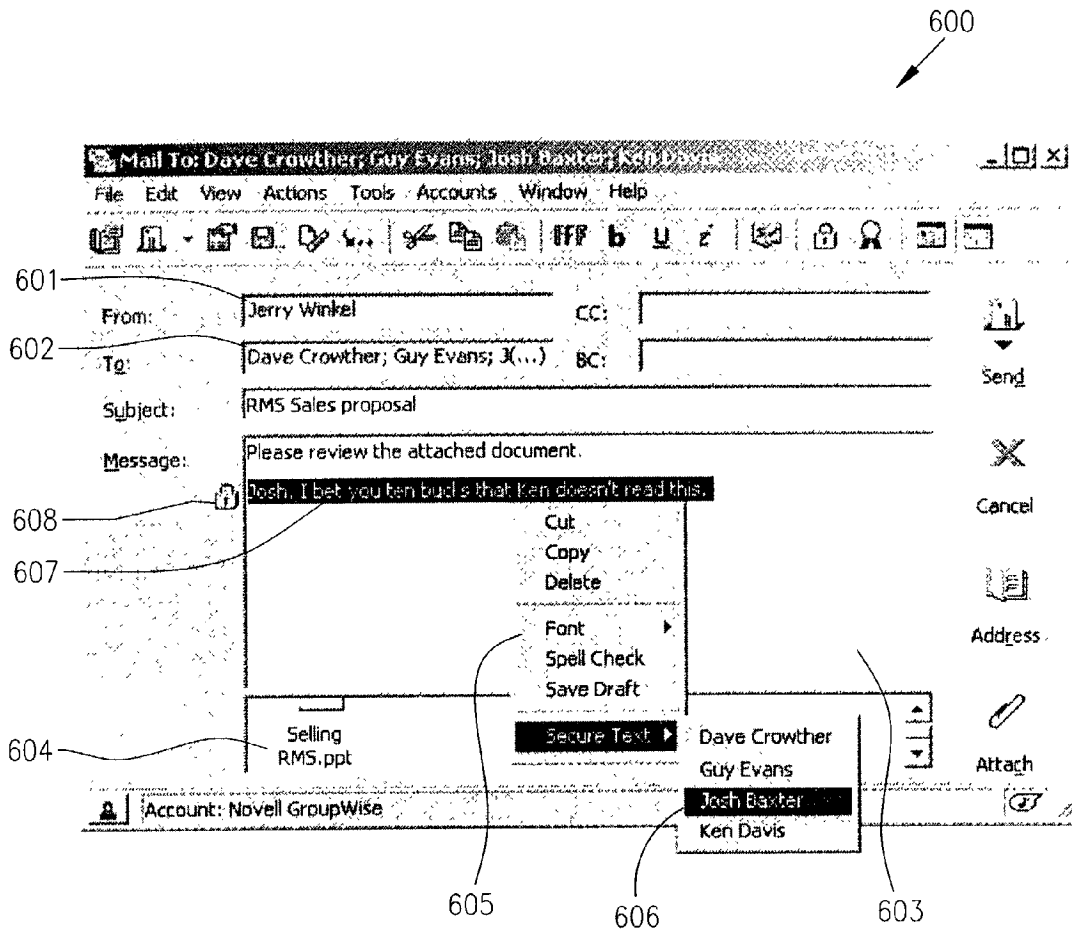 600
Mail To: Dave Crowther; Guy Evans; Josh Baxter; Ken Davis
File Edit View Actions Tools Accounts Window Help
b u
601
From: Jerry Winkel CC:
602
To: Dave Crowther; Guy Evans; J(...) BC:
Send
Subject: RMS Sales proposal
Message: Please review the attached document.
Josh, I bet you ten bucks that Ken doesn't read this.
608
607
Cut
Copy
Delete
Cancel
Font
Spell Check
Save Draft
Address
Secure Text
Selling
RMS.ppt
604
Dave Crowther
Guy Evans
Josh Baxter
Ken Davis
Attach
Account: Novell GroupWise
605
606
603